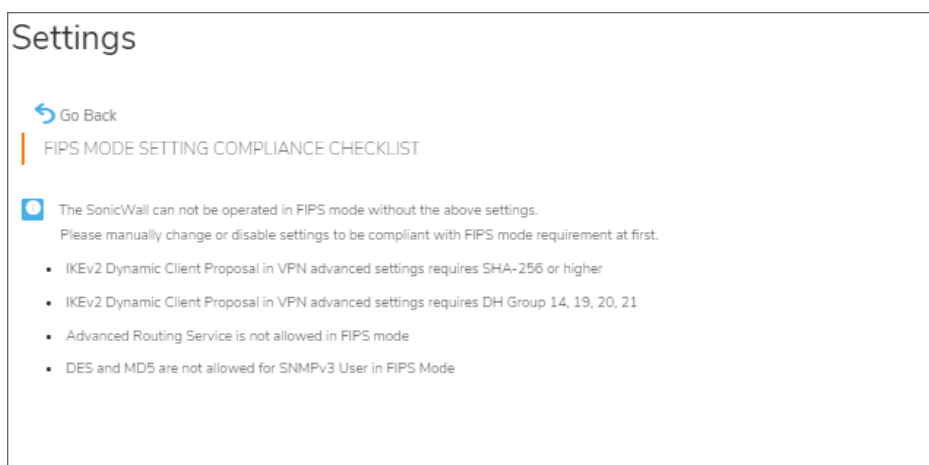 Settings
Go Back
FIPS MODE SETTING COMPLIANCE CHECKLIST
The SonicWall can not be operated in FIPS mode without the above settings.
Please manually change or disable settings to be compliant with FIPS mode requirement at first.
• IKEv2 Dynamic Client Proposal in VPN advanced settings requires SHA-256 or higher
• IKEv2 Dynamic Client Proposal in VPN advanced settings requires DH Group 14, 19, 20, 21
• Advanced Routing Service is not allowed in FIPS mode
• DES and MD5 are not allowed for SNMPv3 User in FIPS Mode